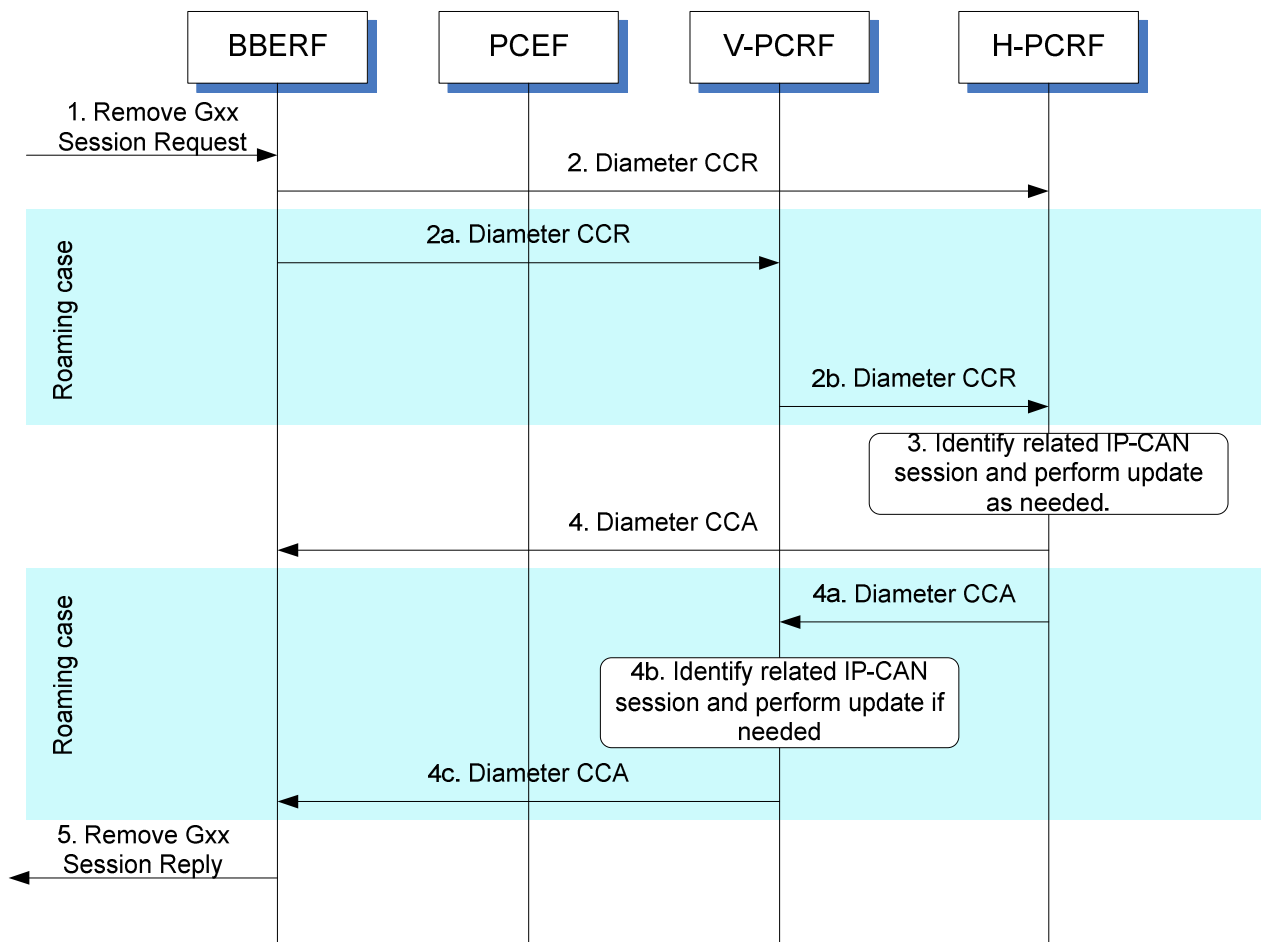 BBERF
PCEF
V-PCRF
H-PCRF
1. Remove Gxx
Session Request
2. Diameter CCR
Roaming case
2a. Diameter CCR
2b. Diameter CCR
3. Identify related IP-CAN
session and perform update
as needed.
4. Diameter CCA
Roaming case
4a. Diameter CCA
4b. Identify related IP-CAN
session and perform update if
needed
4c. Diameter CCA
5. Remove Gxx
Session Reply